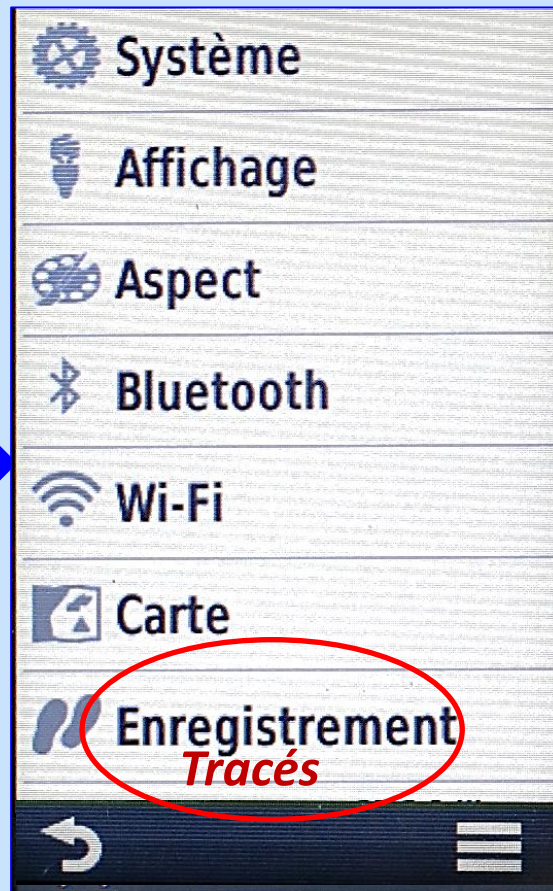 Système
Affichage
Aspect
Bluetooth
Wi-Fi
Carte
Enregistrement
Tracés